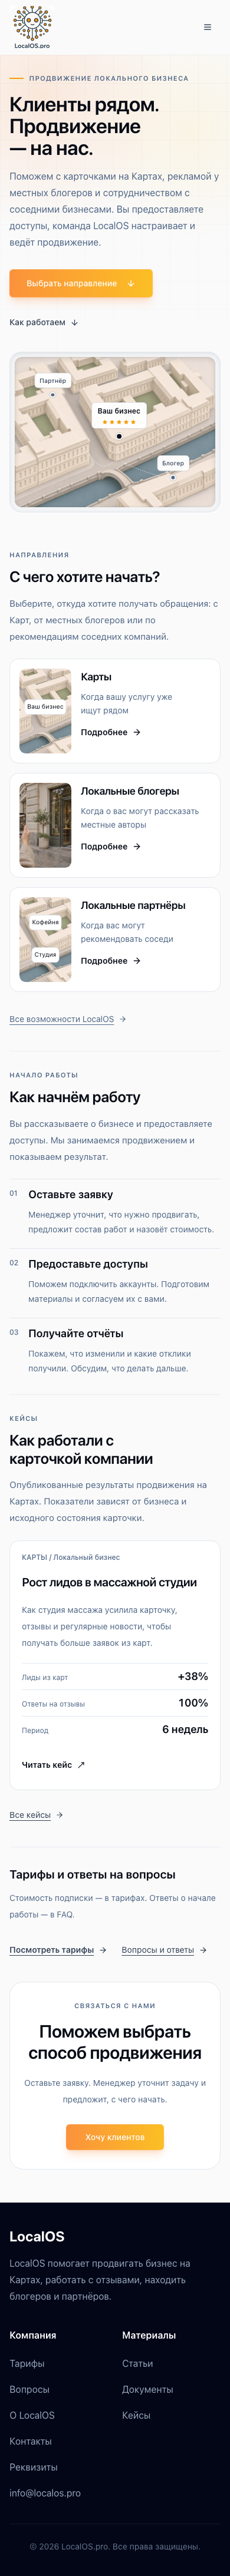 LocalOS.pro
ПРОДВИЖЕНИЕ ЛОКАЛЬНОГО БИЗНЕСА
Клиенты рядом.
Продвижение
— на нас.
Поможем с карточками на Картах, рекламой у
местных блогеров и сотрудничеством с
соседними бизнесами. Вы предоставляете
доступы, команда LocalOS настраивает и
ведёт продвижение.
Выбрать направление ↓
Как работаем ↓
Партнёр
Ваш бизнес
★★★★★
Блогер
НАПРАВЛЕНИЯ
С чего хотите начать?
Выберите, откуда хотите получать обращения: с
Карт, от местных блогеров или по
рекомендациям соседних компаний.
Ваш бизнес
Карты
Когда вашу услугу уже
ищут рядом
Подробнее →
Локальные блогеры
Когда о вас могут рассказать
местные авторы
Подробнее →
Кофейня
Студия
Локальные партнёры
Когда вас могут
рекомендовать соседи
Подробнее →
Все возможности LocalOS →
НАЧАЛО РАБОТЫ
Как начнём работу
Вы рассказываете о бизнесе и предоставляете
доступы. Мы занимаемся продвижением и
показываем результат.
01 Оставьте заявку
Менеджер уточнит, что нужно продвигать,
предложит состав работ и назовёт стоимость.
02 Предоставьте доступы
Поможем подключить аккаунты. Подготовим
материалы и согласуем их с вами.
03 Получайте отчёты
Покажем, что изменили и какие отклики
получили. Обсудим, что делать дальше.
КЕЙСЫ
Как работали с
карточкой компании
Опубликованные результаты продвижения на
Картах. Показатели зависят от бизнеса и
исходного состояния карточки.
КАРТЫ / Локальный бизнес
Рост лидов в массажной студии
Как студия массажа усилила карточку,
отзывы и регулярные новости, чтобы
получать больше заявок из карт.
Лиды из карт +38%
Ответы на отзывы 100%
Период 6 недель
Читать кейс ↗
Все кейсы →
Тарифы и ответы на вопросы
Стоимость подписки — в тарифах. Ответы о начале
работы — в FAQ.
Посмотреть тарифы → Вопросы и ответы →
СВЯЗАТЬСЯ С НАМИ
Поможем выбрать
способ продвижения
Оставьте заявку. Менеджер уточнит задачу и
предложит, с чего начать.
Хочу клиентов
LocalOS
LocalOS помогает продвигать бизнес на
Картах, работать с отзывами, находить
блогеров и партнёров.
Компания
Тарифы
Вопросы
О LocalOS
Контакты
Реквизиты
info@localos.pro
Материалы
Статьи
Документы
Кейсы
© 2026 LocalOS.pro. Все права защищены.